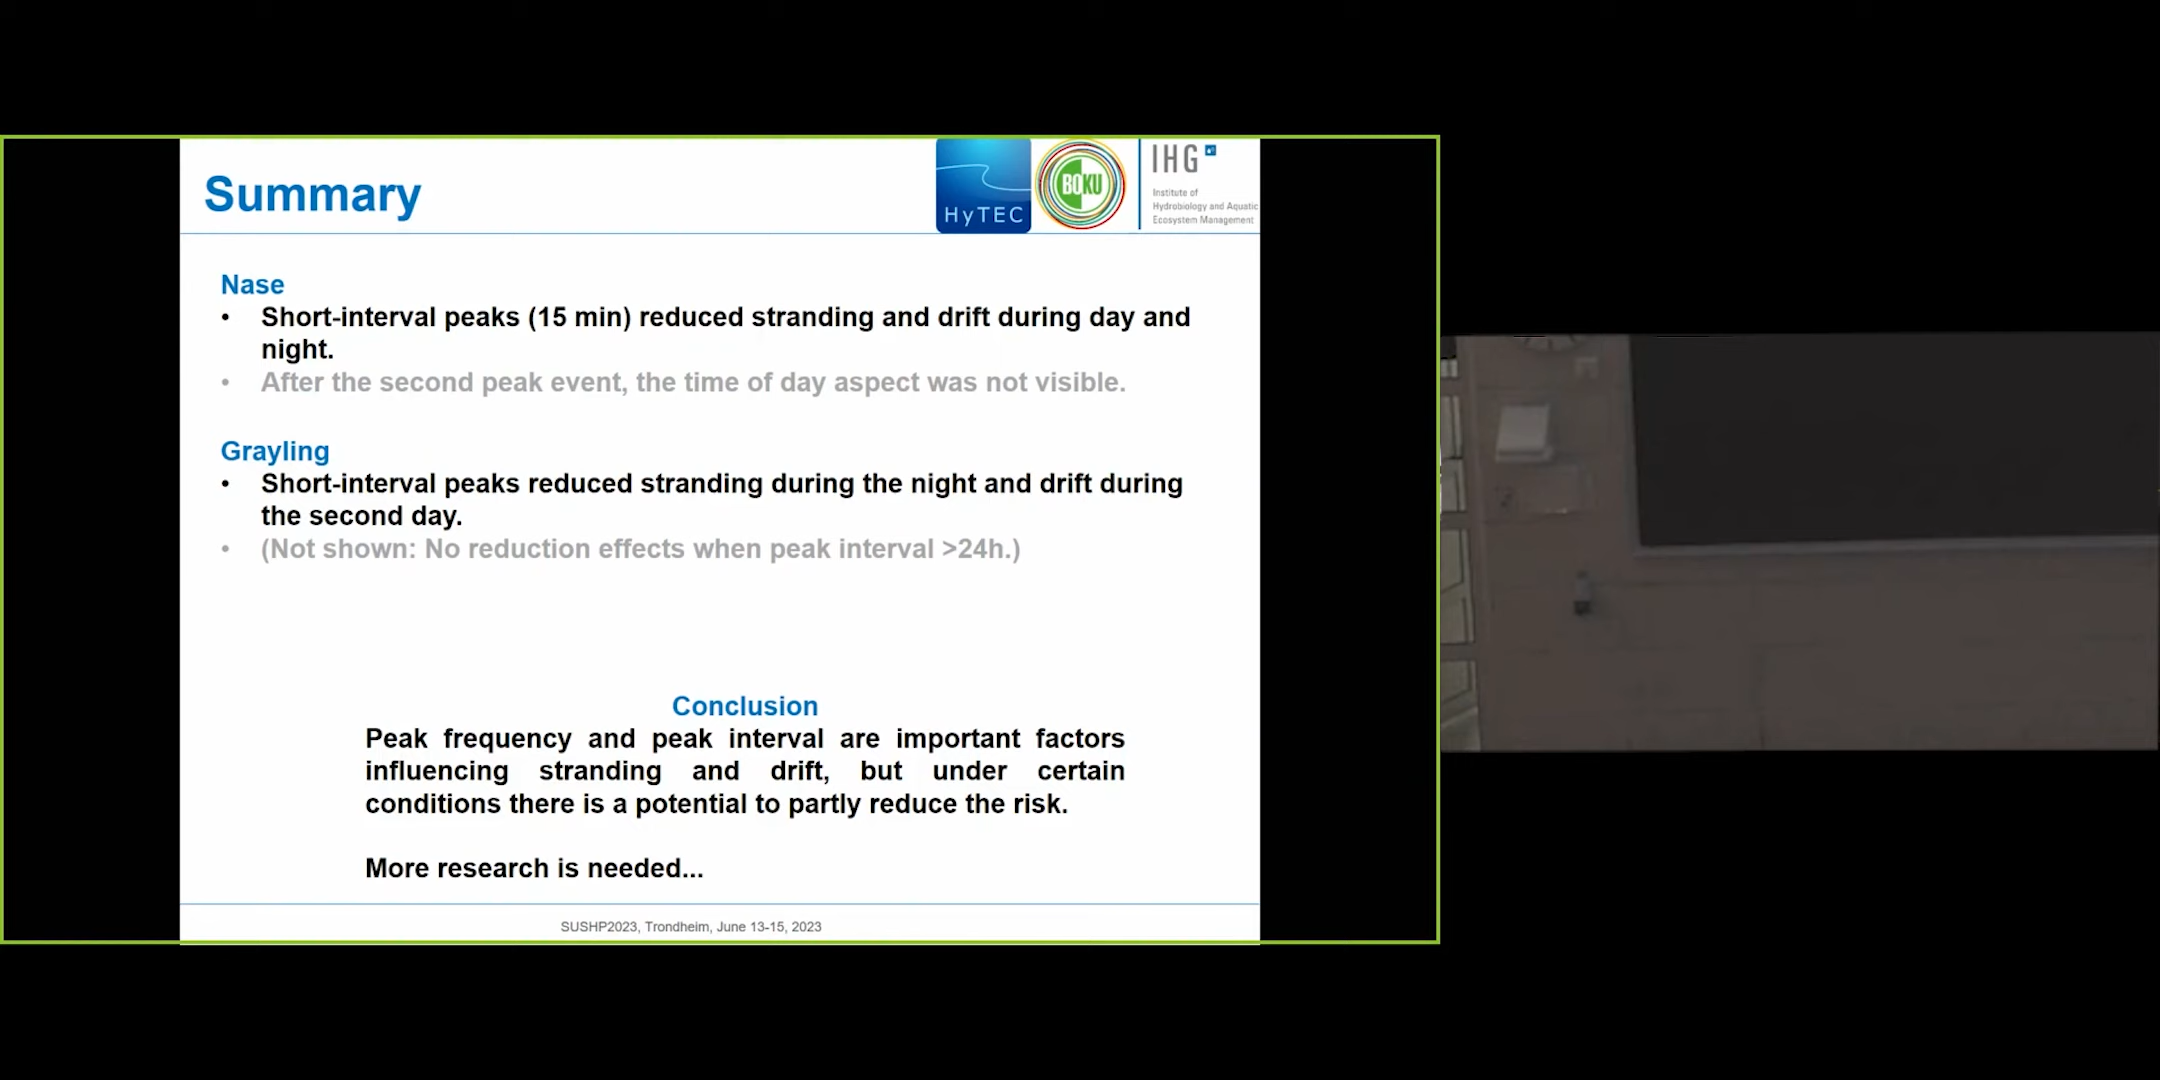 Summary
HyTEC
BOKU
IHG
Institute of
Hydrobiology and Aquatic
Ecosystem Management
Nase
• Short-interval peaks (15 min) reduced stranding and drift during day and
night.
• After the second peak event, the time of day aspect was not visible.
Grayling
• Short-interval peaks reduced stranding during the night and drift during
the second day.
• (Not shown: No reduction effects when peak interval >24h.)
Conclusion
Peak frequency and peak interval are important factors
influencing stranding and drift, but under certain
conditions there is a potential to partly reduce the risk.
More research is needed...
SUSHP2023, Trondheim, June 13-15, 2023